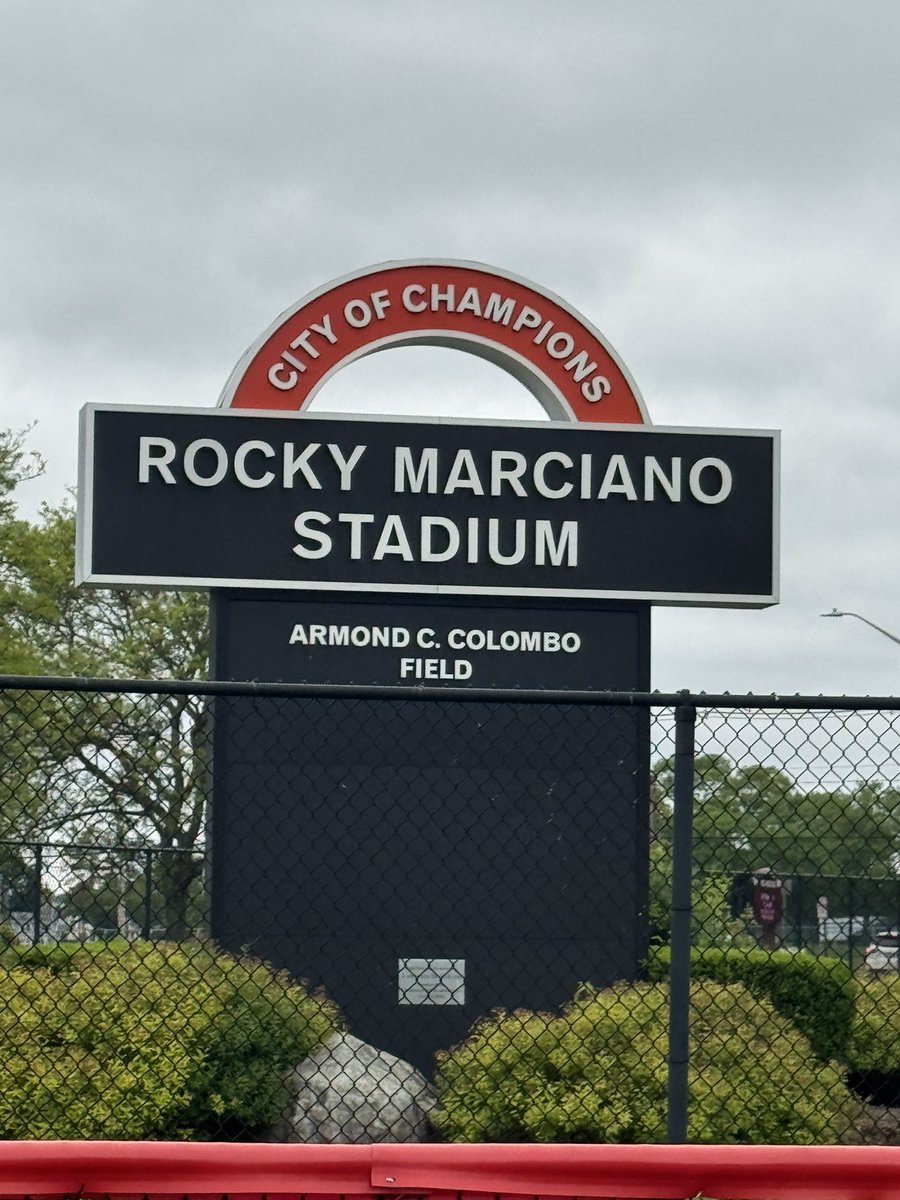 CITY OF CHAMPIONS
ROCKY MARCIANO
STADIUM
ARMOND C. COLOMBO
FIELD